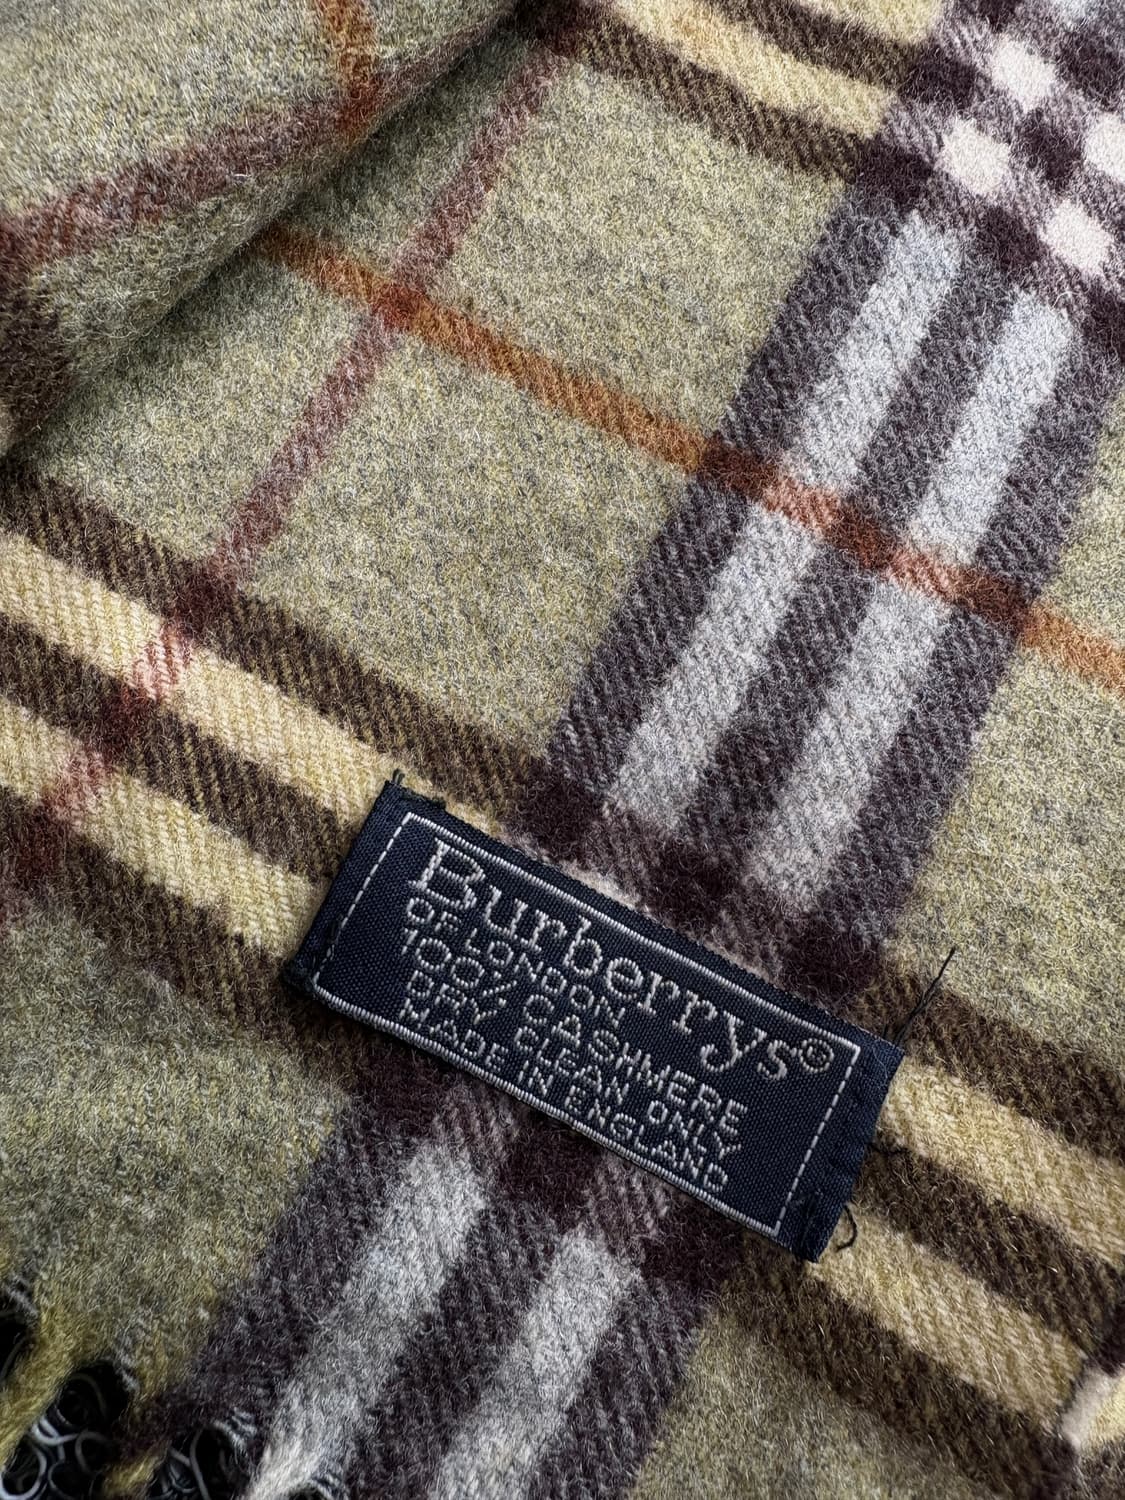 Burberrys®
OF LONDON
100% CASHMERE
DRY CLEAN ONLY
MADE IN ENGLAND